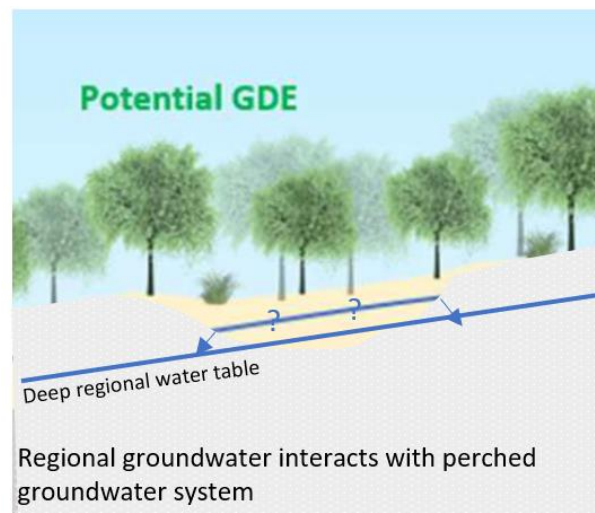 Potential GDE
? ?
Deep regional water table
Regional groundwater interacts with perched
groundwater system